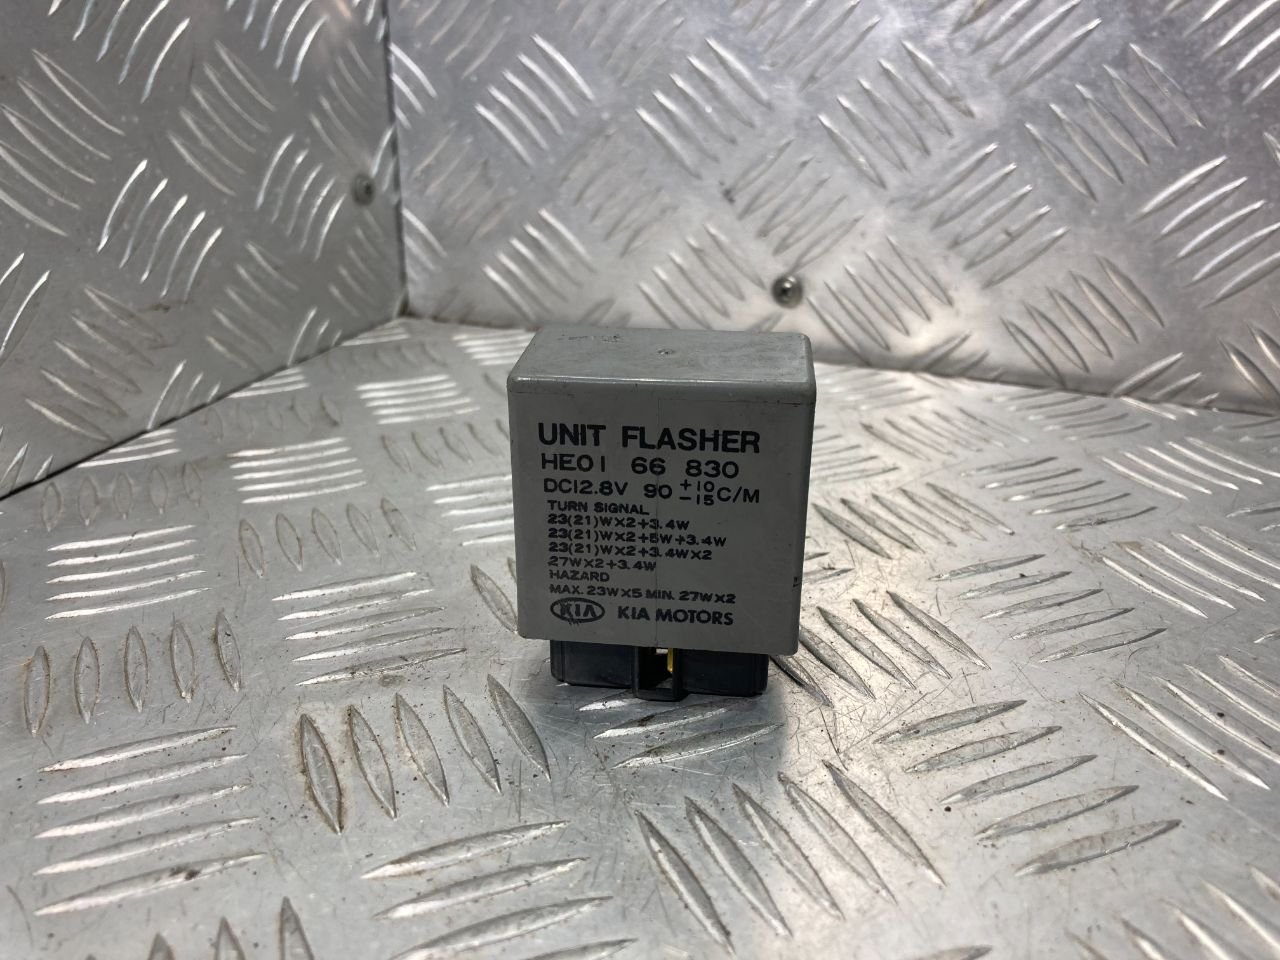 UNIT FLASHER
HE01 66 830
DC12.8V 90 +10 -15 C/M
TURN SIGNAL
23(21)W×2+3.4W
23(21)W×2+5W+3.4W
23(21)W×2+3.4W×2
27W×2+3.4W
HAZARD
MAX. 23W×5 MIN. 27W×2
KIA KIA MOTORS